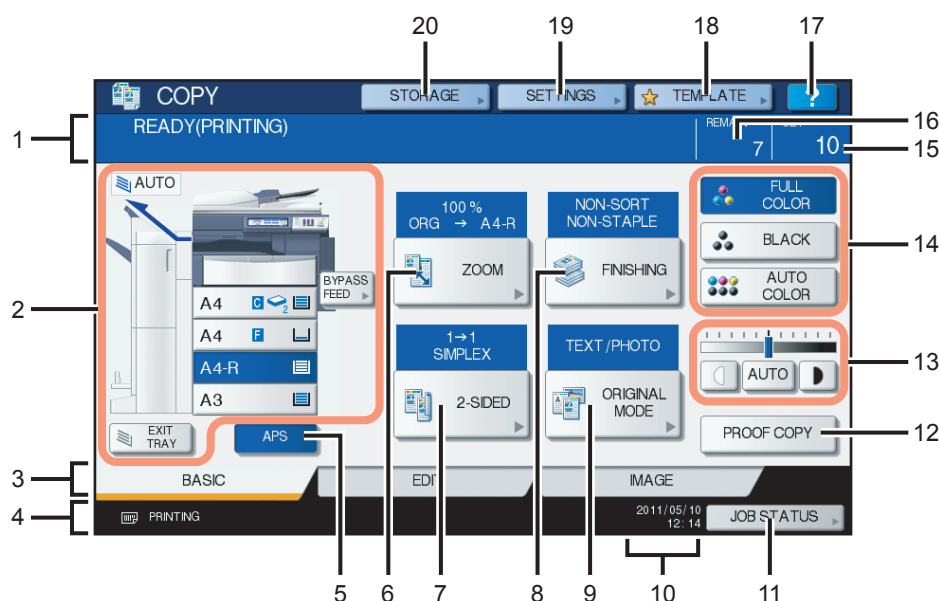 20 19 18 17
COPY
STORAGE
SETTINGS
TEMPLATE
?
1
READY(PRINTING)
REMAIN
7
10
16
15
2
AUTO
A4 C 2
A4 F
A4-R
A3
BYPASS
FEED
EXIT
TRAY
APS
100 %
ORG → A4-R
ZOOM
NON-SORT
NON-STAPLE
FINISHING
1→1
SIMPLEX
2-SIDED
TEXT/PHOTO
ORIGINAL
MODE
FULL
COLOR
BLACK
AUTO
COLOR
14
AUTO
13
PROOF COPY
12
3
BASIC
EDIT
IMAGE
4
PRINTING
2011/05/10
12:14
JOB STATUS
5 6 7 8 9 10 11